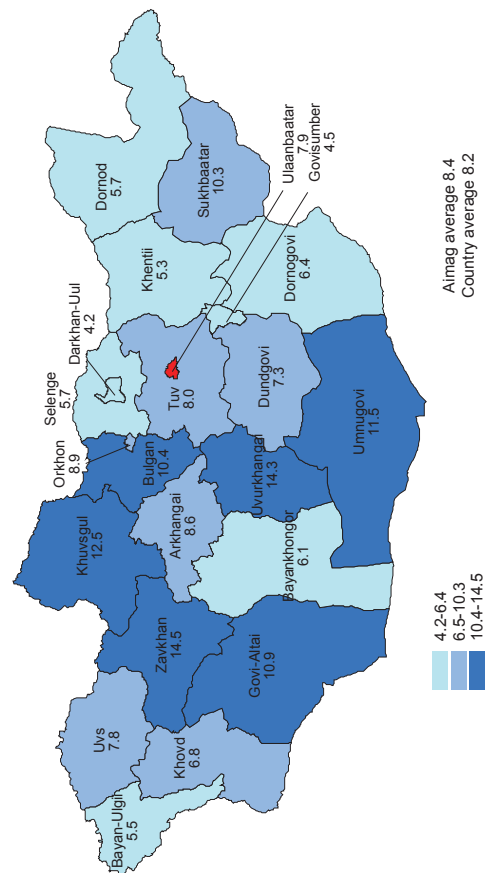 Bayan-Ulgii
5.5
Uvs
7.8
Khovd
6.8
Zavkhan
14.5
Govi-Altai
10.9
Khuvsgul
12.5
Arkhangai
8.6
Bayankhongor
6.1
Orkhon
8.9
Bulgan
10.4
Uvurkhangai
14.3
Umnugovi
11.5
Selenge
5.7
Darkhan-Uul
4.2
Tuv
8.0
Dundgovi
7.3
Khentii
5.3
Dornogovi
6.4
Dornod
5.7
Sukhbaatar
10.3
Ulaanbaatar
7.9
Govisumber
4.5
4.2-6.4
6.5-10.3
10.4-14.5
Aimag average 8.4
Country average 8.2